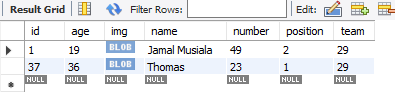 Result Grid Filter Rows: Edit:
id age img name number position team
1 19 BLOB Jamal Musiala 49 2 29
37 36 BLOB Thomas 23 1 29
NULL NULL NULL NULL NULL NULL NULL